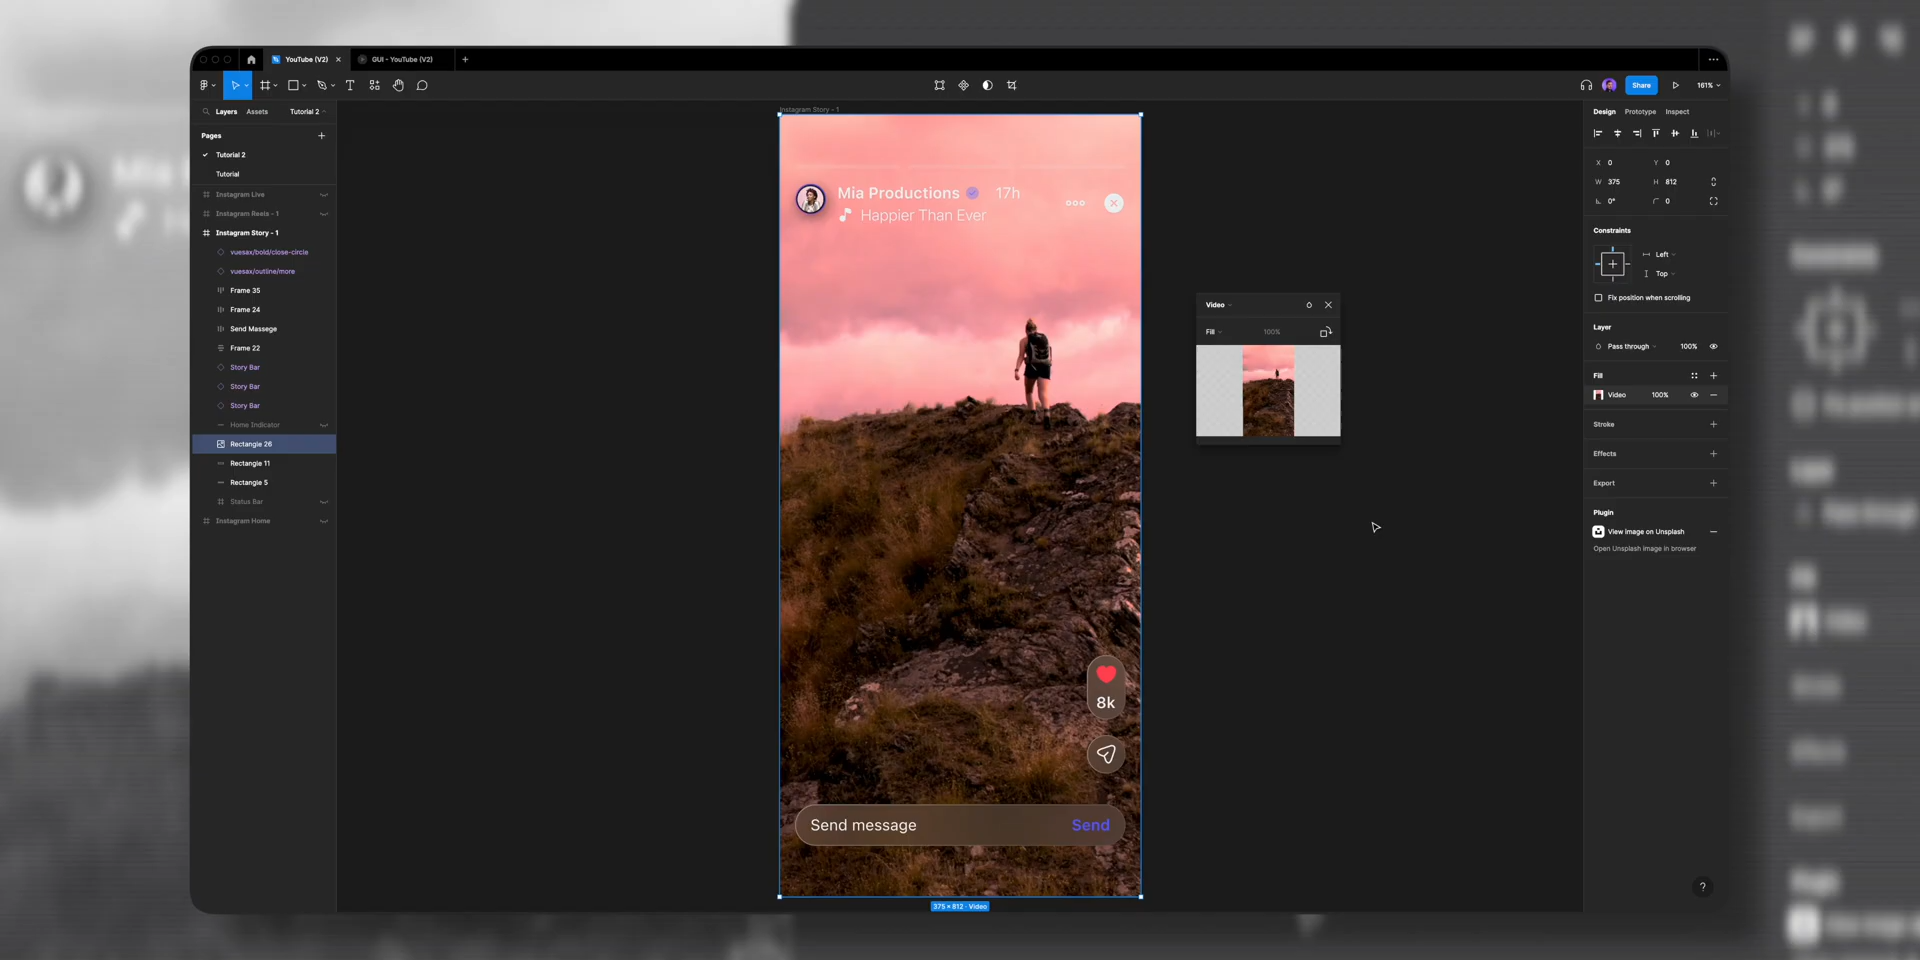 YouTube (V2)
GUI - YouTube (V2)
Share
161%
Layers
Assets
Tutorial 2
Pages
Tutorial 2
Tutorial
Instagram Live
Instagram Reels - 1
Instagram Story - 1
vuesax/bold/close-circle
vuesax/outline/more
Frame 35
Frame 24
Send Massege
Frame 22
Story Bar
Story Bar
Story Bar
Home Indicator
Rectangle 26
Rectangle 11
Rectangle 5
Status Bar
Instagram Home
Instagram Story - 1
Mia Productions 17h
Happier Than Ever
8k
Send message
Send
375 × 812 · Video
Video
Fill
100%
Design
Prototype
Inspect
X 0
Y 0
W 375
H 812
0°
0
Constraints
Left
Top
Fix position when scrolling
Layer
Pass through
100%
Fill
Video
100%
Stroke
Effects
Export
Plugin
View image on Unsplash
Open Unsplash image in browser
?